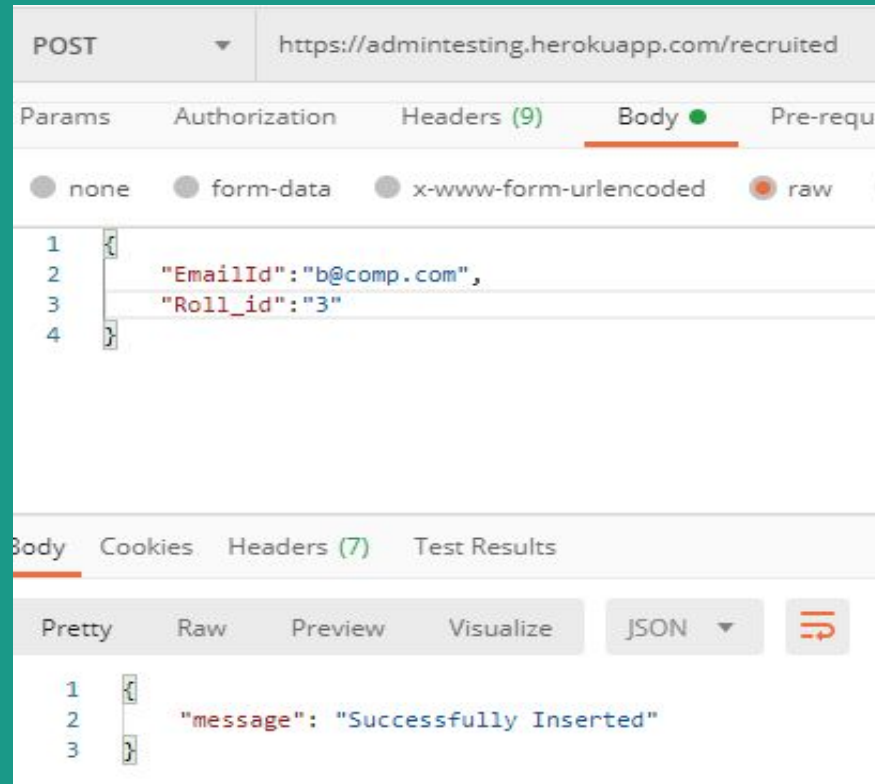 POST https://admintesting.herokuapp.com/recruited
Params Authorization Headers (9) Body Pre-requ
none form-data x-www-form-urlencoded raw
1 {
2 "EmailId":"b@comp.com",
3 "Roll_id":"3"
4 }
Body Cookies Headers (7) Test Results
Pretty Raw Preview Visualize JSON
1 {
2 "message": "Successfully Inserted"
3 }